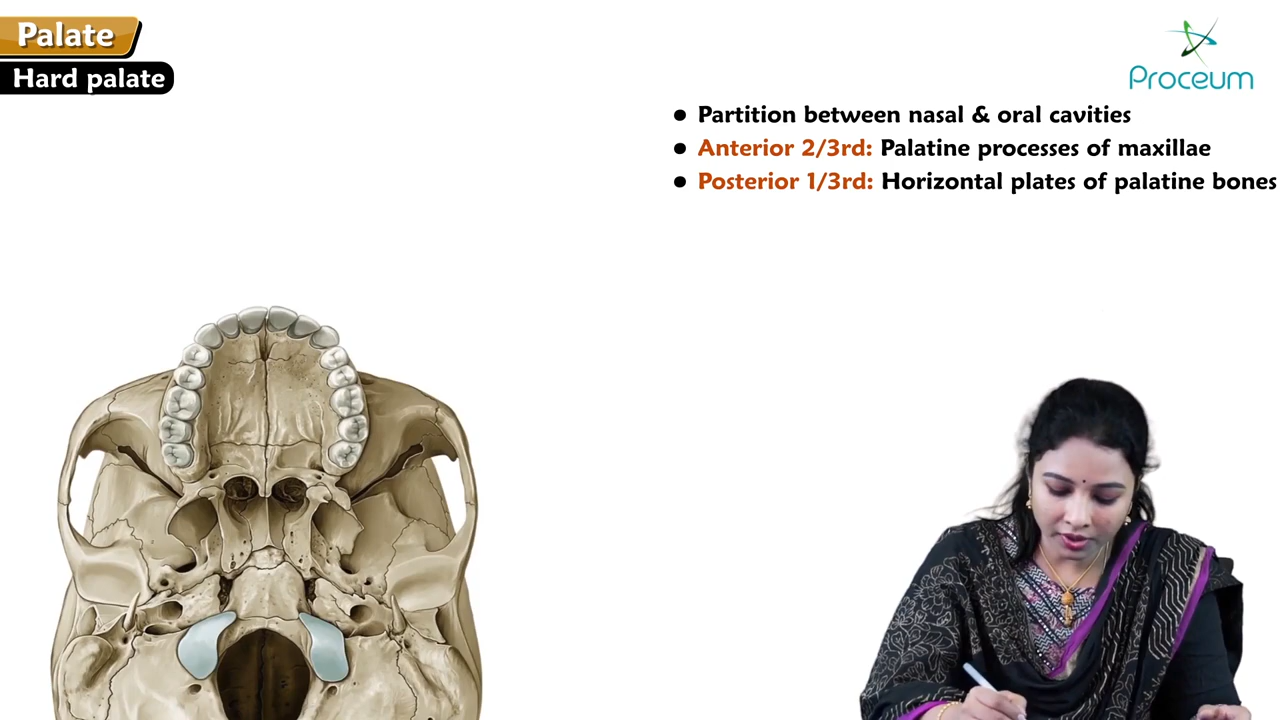 Palate
Hard palate
Proceum
● Partition between nasal & oral cavities
● Anterior 2/3rd: Palatine processes of maxillae
● Posterior 1/3rd: Horizontal plates of palatine bones